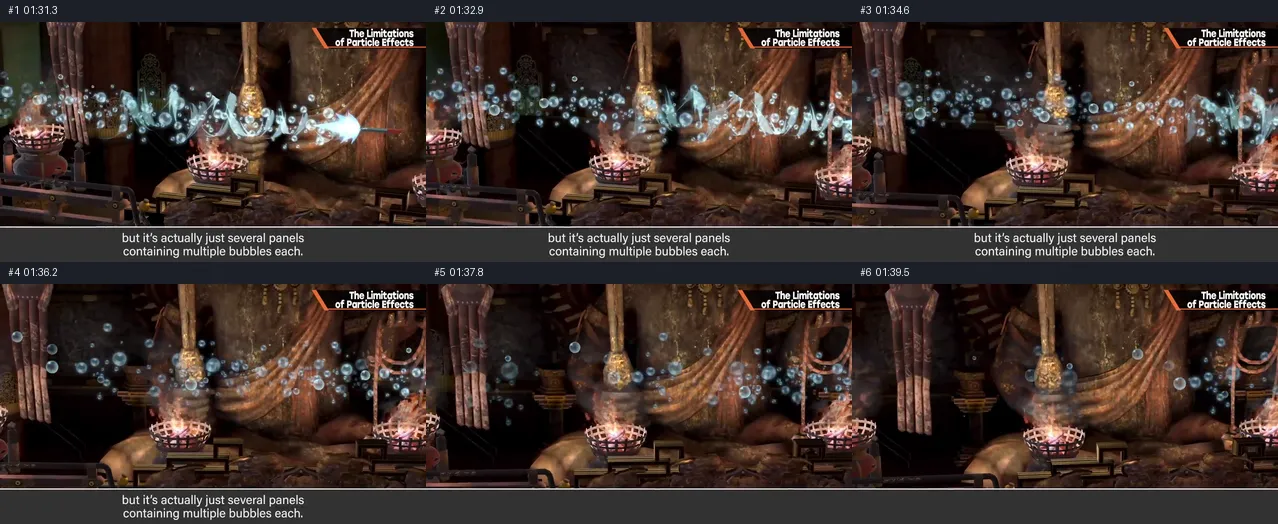 #1 01:31.3
The Limitations
of Particle Effects
but it's actually just several panels
containing multiple bubbles each.
#2 01:32.9
The Limitations
of Particle Effects
but it's actually just several panels
containing multiple bubbles each.
#3 01:34.6
The Limitations
of Particle Effects
but it's actually just several panels
containing multiple bubbles each.
#4 01:36.2
The Limitations
of Particle Effects
but it's actually just several panels
containing multiple bubbles each.
#5 01:37.8
The Limitations
of Particle Effects
#6 01:39.5
The Limitations
of Particle Effects